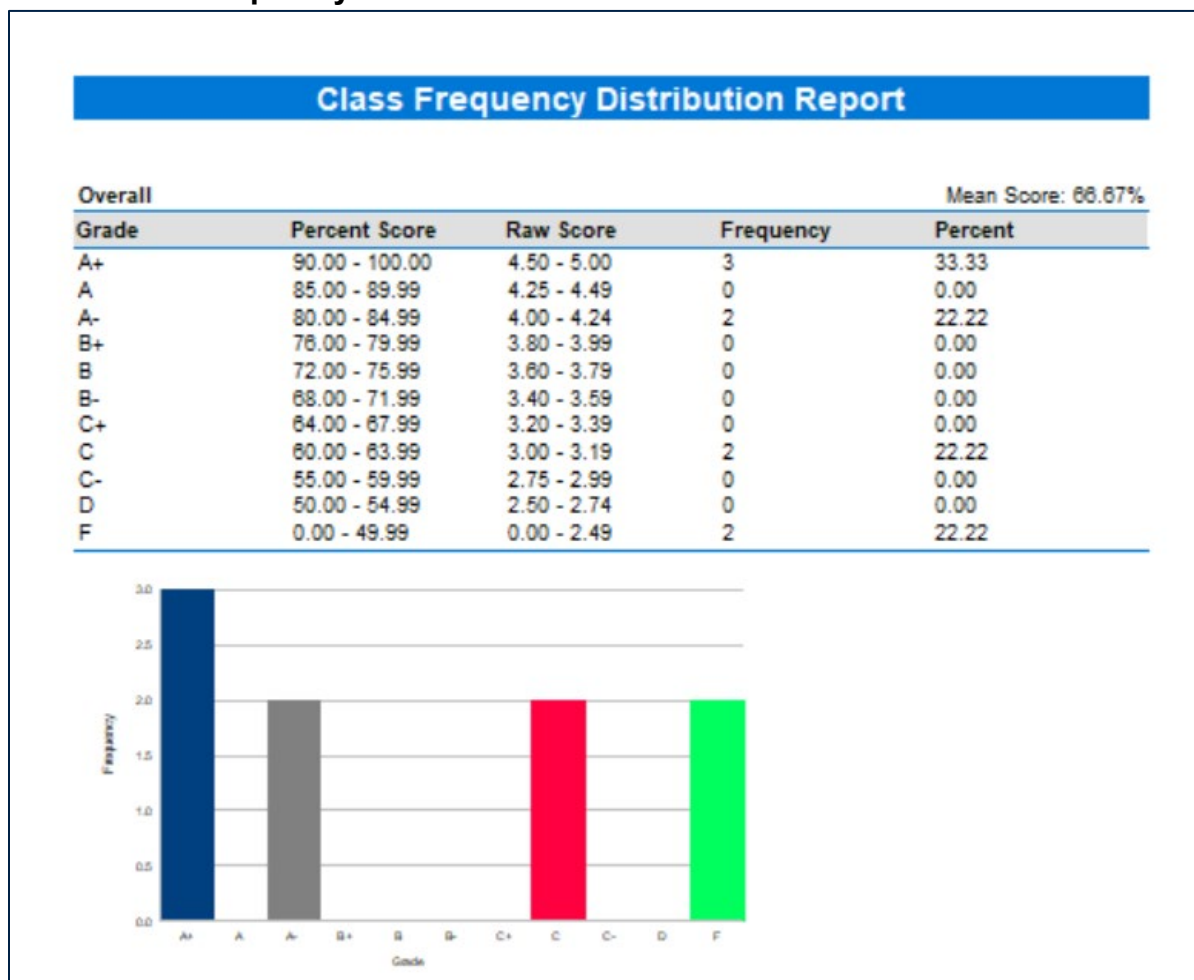 Class Frequency Distribution Report
Overall Mean Score: 66.67%
Grade Percent Score Raw Score Frequency Percent
A+ 90.00 - 100.00 4.50 - 5.00 3 33.33
A 85.00 - 89.99 4.25 - 4.49 0 0.00
A- 80.00 - 84.99 4.00 - 4.24 2 22.22
B+ 76.00 - 79.99 3.80 - 3.99 0 0.00
B 72.00 - 75.99 3.60 - 3.79 0 0.00
B- 68.00 - 71.99 3.40 - 3.59 0 0.00
C+ 64.00 - 67.99 3.20 - 3.39 0 0.00
C 60.00 - 63.99 3.00 - 3.19 2 22.22
C- 55.00 - 59.99 2.75 - 2.99 0 0.00
D 50.00 - 54.99 2.50 - 2.74 0 0.00
F 0.00 - 49.99 0.00 - 2.49 2 22.22
3.0
2.5
2.0
1.5
1.0
0.5
0.0
Frequency
A+ A A- B+ B B- C+ C C- D F
Grade